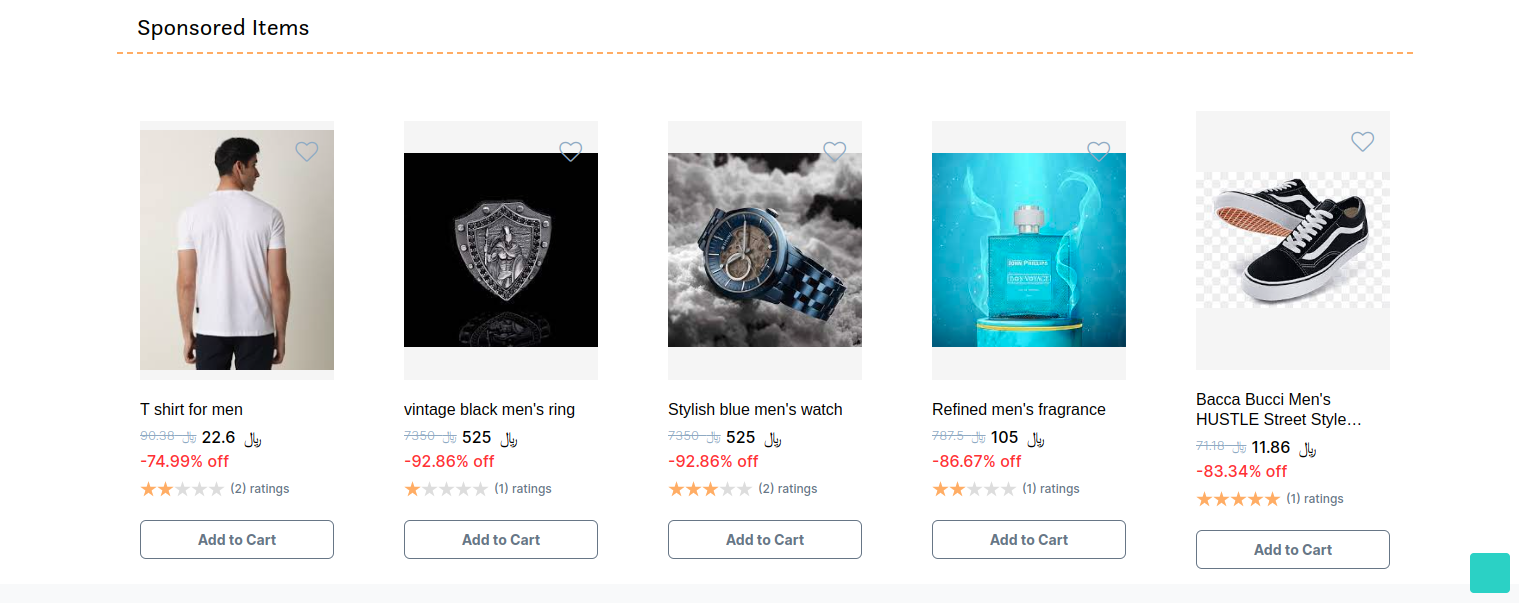 Sponsored Items
T shirt for men
90.38 ﷼ 22.6 ﷼
-74.99% off
(2) ratings
Add to Cart
vintage black men's ring
7350 ﷼ 525 ﷼
-92.86% off
(1) ratings
Add to Cart
Stylish blue men's watch
7350 ﷼ 525 ﷼
-92.86% off
(2) ratings
Add to Cart
JOHN PHILLIPS
BON VOYAGE
Refined men's fragrance
787.5 ﷼ 105 ﷼
-86.67% off
(1) ratings
Add to Cart
Bacca Bucci Men's
HUSTLE Street Style...
71.18 ﷼ 11.86 ﷼
-83.34% off
(1) ratings
Add to Cart